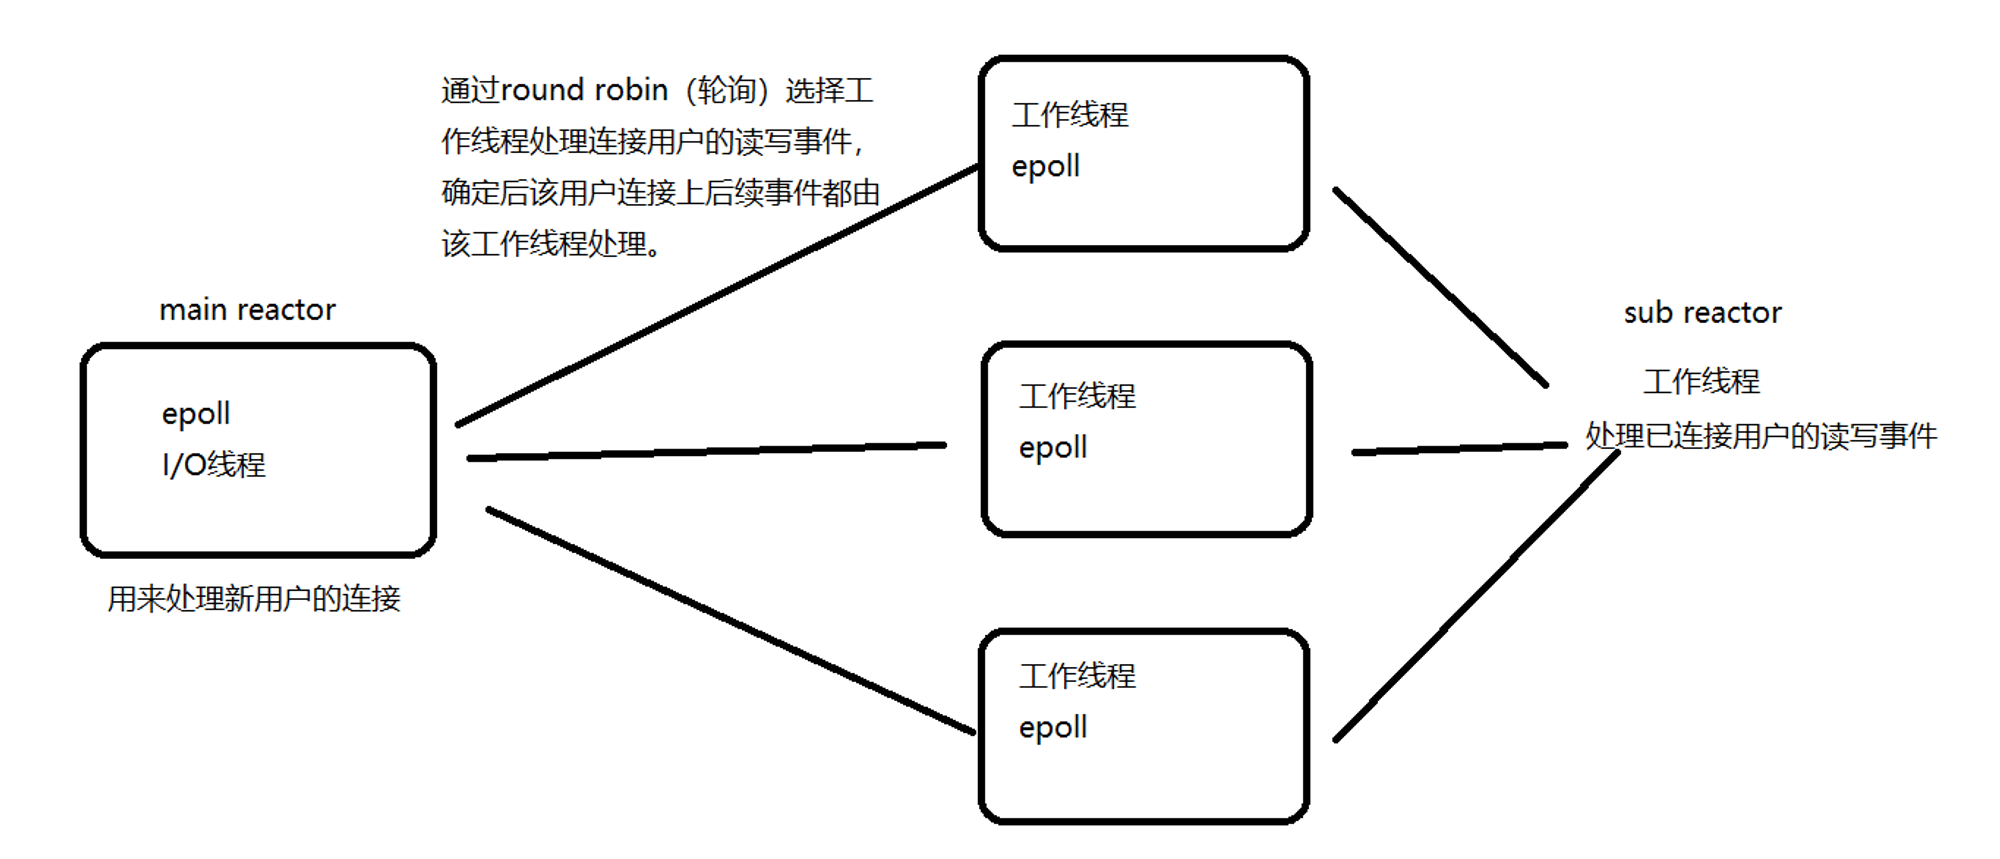 通过round robin（轮询）选择工
作线程处理连接用户的读写事件，
确定后该用户连接上后续事件都由
该工作线程处理。
main reactor
epoll
I/O线程
用来处理新用户的连接
工作线程
epoll
工作线程
epoll
工作线程
epoll
sub reactor
工作线程
处理已连接用户的读写事件